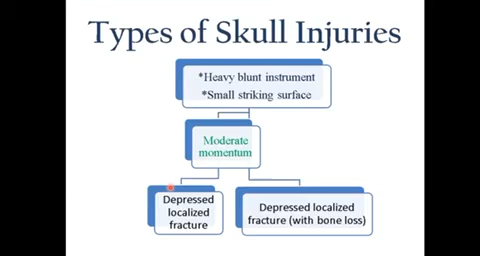 Types of Skull Injuries
*Heavy blunt instrument
*Small striking surface
Moderate
momentum
Depressed
localized
fracture
Depressed localized
fracture (with bone loss)